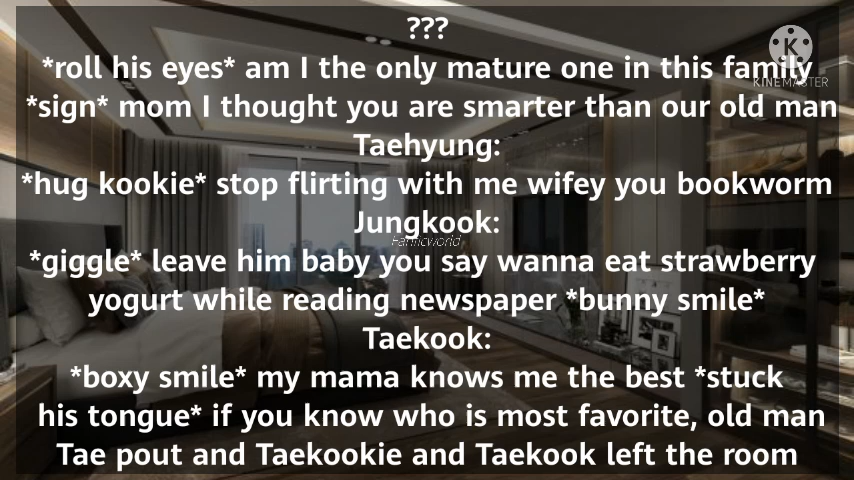 ???
*roll his eyes* am I the only mature one in this family
K
KINEMASTER
*sign* mom I thought you are smarter than our old man
Taehyung:
*hug kookie* stop flirting with me wifey you bookworm
Jungkook:
Fanficworld
*giggle* leave him baby you say wanna eat strawberry
yogurt while reading newspaper *bunny smile*
Taekook:
*boxy smile* my mama knows me the best *stuck
his tongue* if you know who is most favorite, old man
Tae pout and Taekookie and Taekook left the room